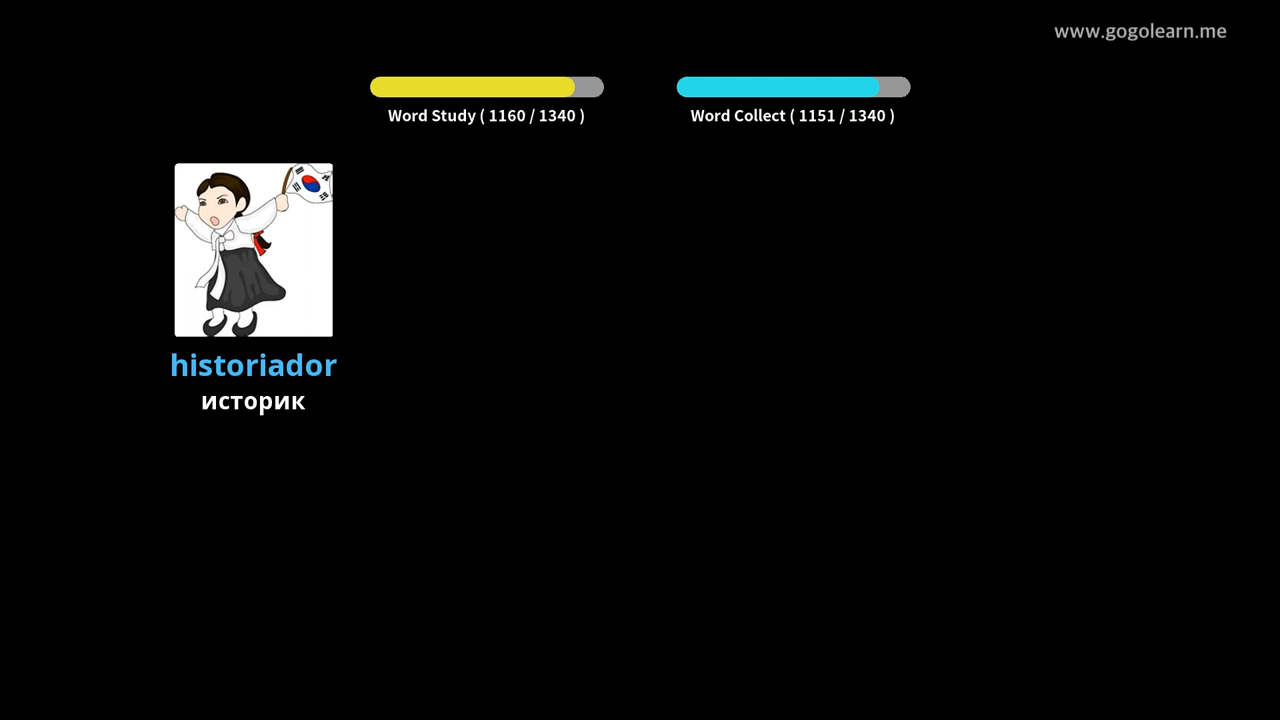 www.gogolearn.me
Word Study ( 1160 / 1340 )
Word Collect ( 1151 / 1340 )
historiador
историк